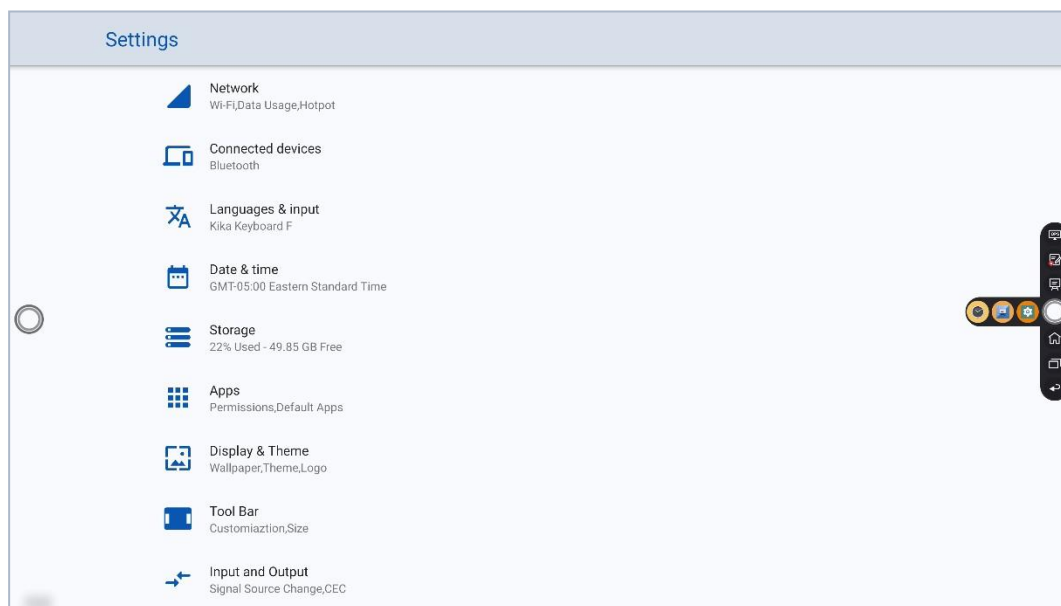 Settings
Network
Wi-Fi,Data Usage,Hotpot
Connected devices
Bluetooth
Languages & input
Kika Keyboard F
Date & time
GMT-05:00 Eastern Standard Time
Storage
22% Used - 49.85 GB Free
Apps
Permissions,Default Apps
Display & Theme
Wallpaper,Theme,Logo
Tool Bar
Customiaztion,Size
Input and Output
Signal Source Change,CEC